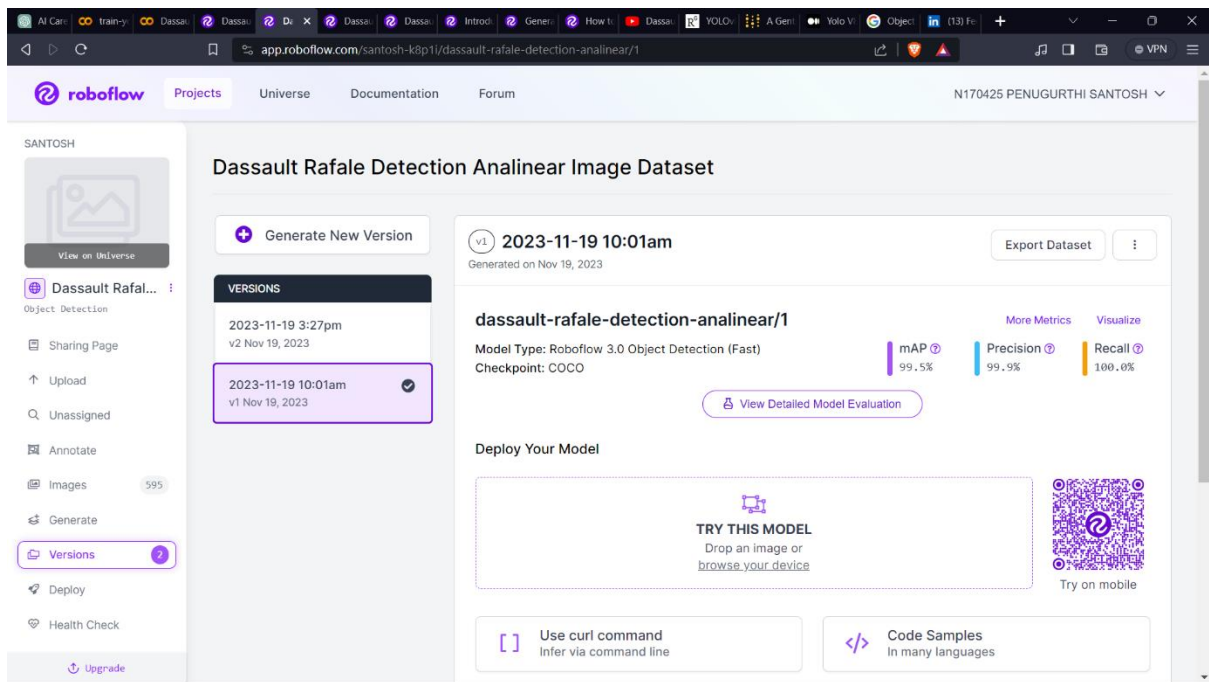 AI Care
train-y
Dassau
Dassau
Da
Dassau
Dassau
Introdu
Genera
How to
Dassau
YOLOv
A Gent
Yolo V
Object
(13) Fe
app.roboflow.com/santosh-k8p1i/dassault-rafale-detection-analinear/1
VPN
roboflow
Projects
Universe
Documentation
Forum
N170425 PENUGURTHI SANTOSH
SANTOSH
View on Universe
Dassault Rafal...
Object Detection
Sharing Page
Upload
Unassigned
Annotate
Images 595
Generate
Versions 2
Deploy
Health Check
Upgrade
Dassault Rafale Detection Analinear Image Dataset
Generate New Version
VERSIONS
2023-11-19 3:27pm
v2 Nov 19, 2023
2023-11-19 10:01am
v1 Nov 19, 2023
v1 2023-11-19 10:01am
Generated on Nov 19, 2023
Export Dataset
dassault-rafale-detection-analinear/1
More Metrics
Visualize
Model Type: Roboflow 3.0 Object Detection (Fast)
Checkpoint: COCO
mAP
99.5%
Precision
99.9%
Recall
100.0%
View Detailed Model Evaluation
Deploy Your Model
TRY THIS MODEL
Drop an image or
browse your device
Try on mobile
Use curl command
Infer via command line
Code Samples
In many languages